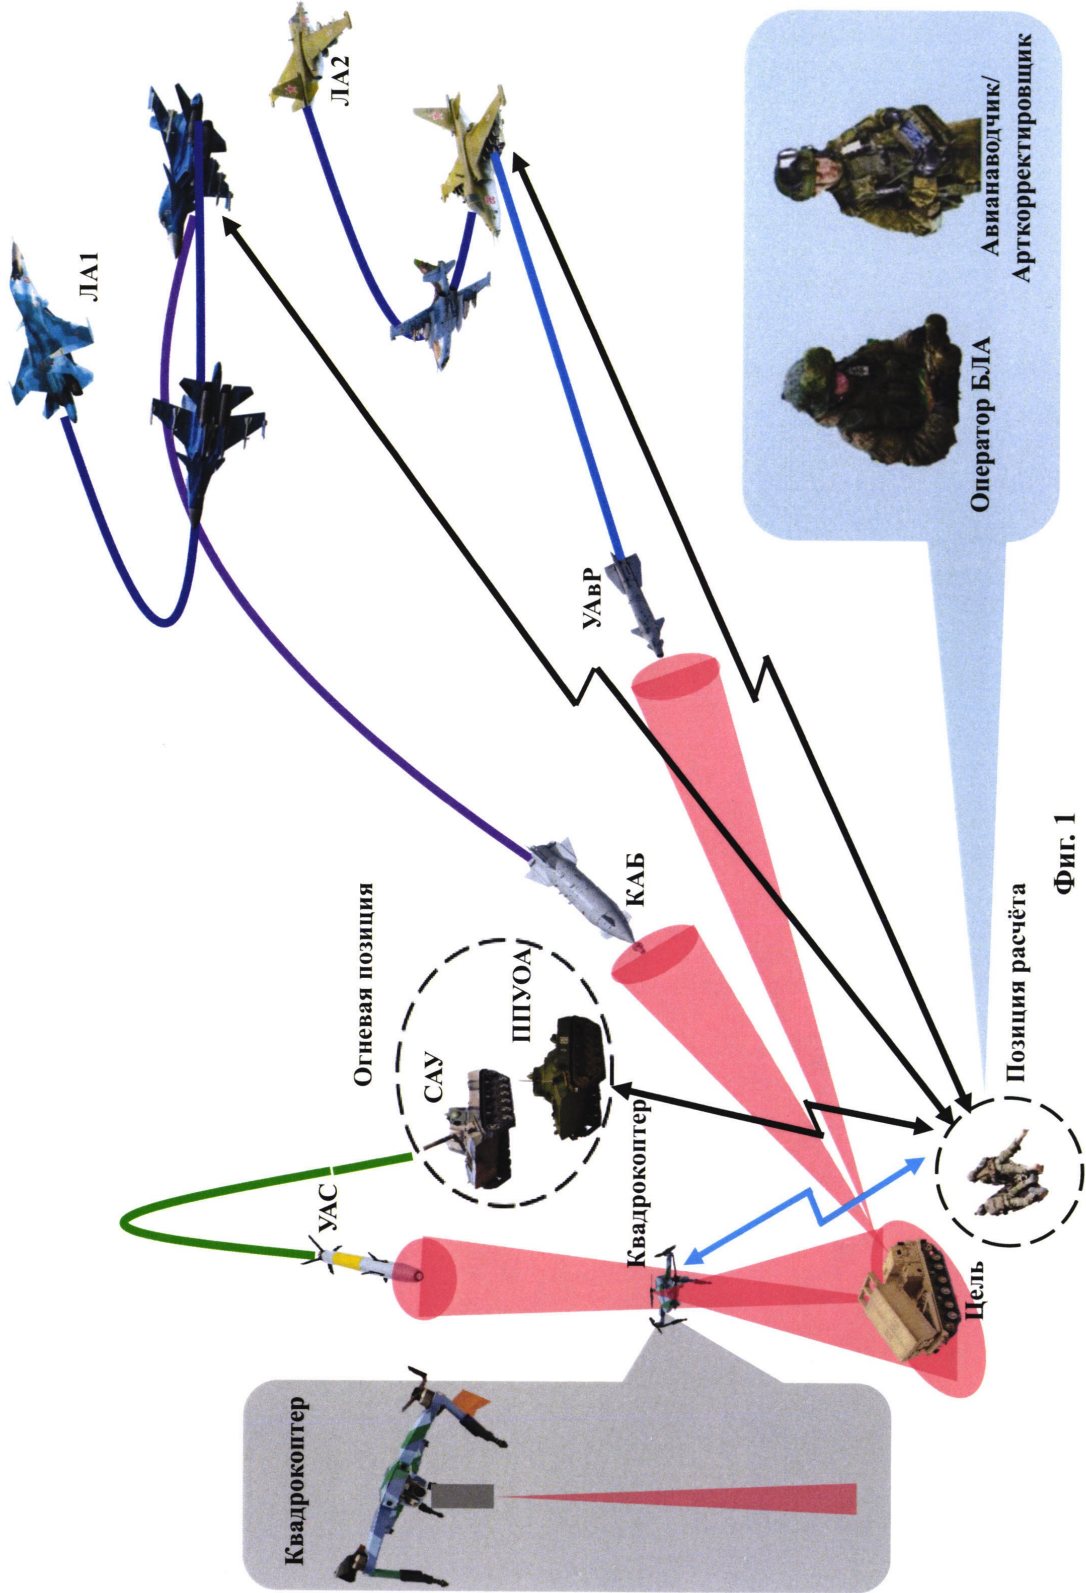 Квадрокоптер
УАС
Огневая позиция
САУ
ППУОА
Квадрокоптер
КАБ
УАвР
ЛА1
ЛА2
Цель
Позиция расчёта
Оператор БЛА
Авианаводчик/
Арткорректировщик
Фиг. 1